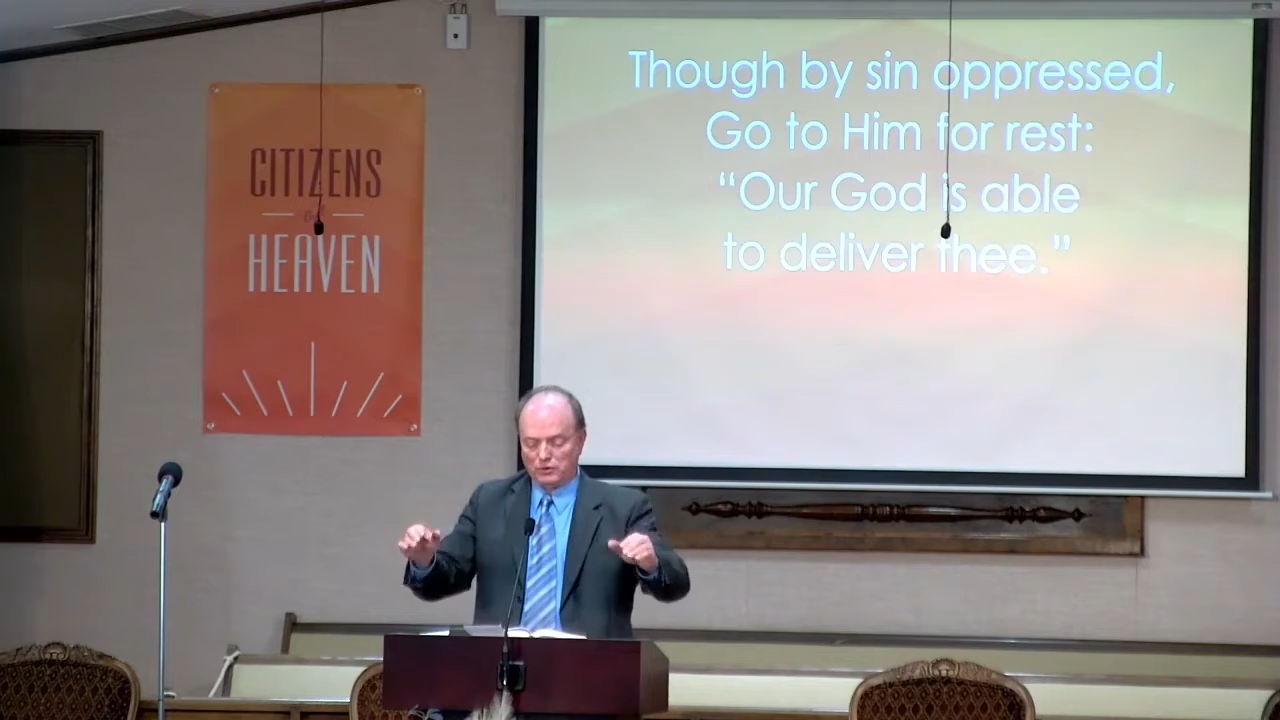 CITIZENS
of
HEAVEN
Though by sin oppressed,
Go to Him for rest:
“Our God is able
to deliver thee.”